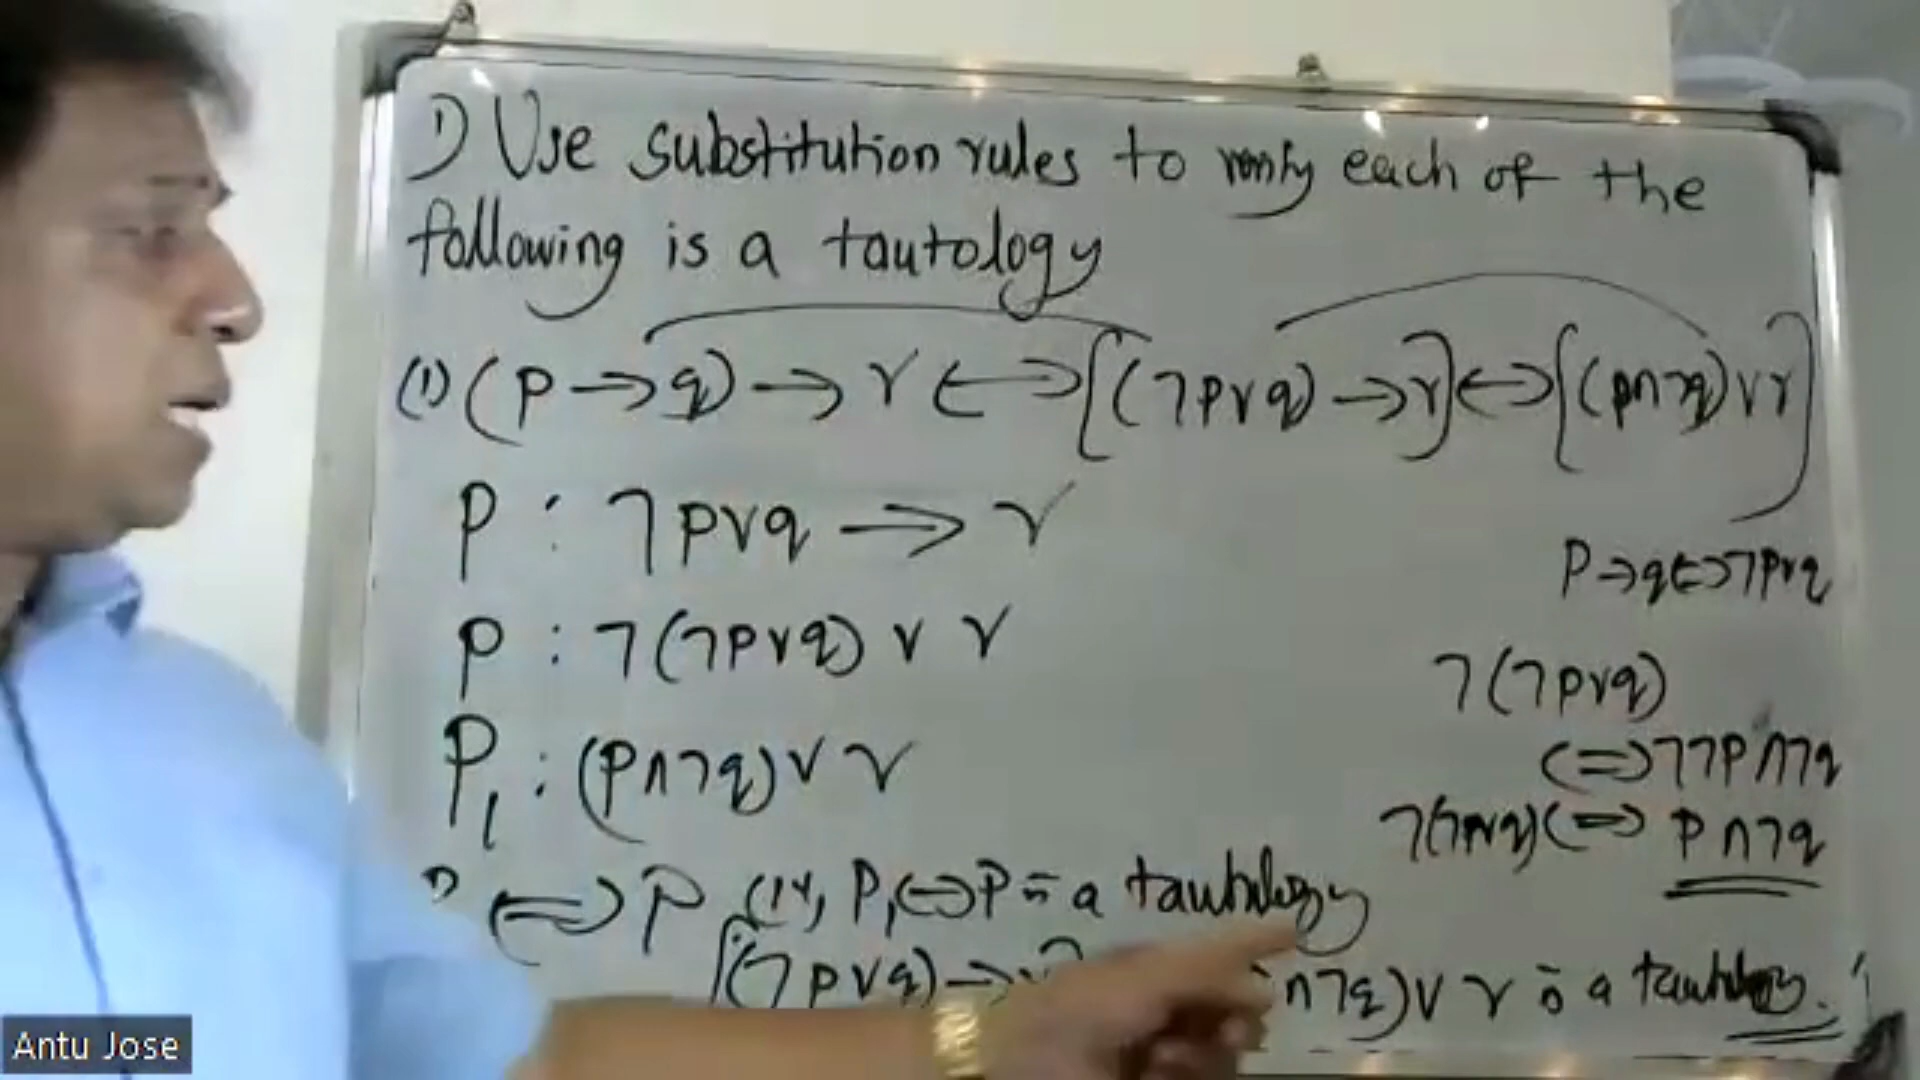 1) Use substitution rules to verify each of the
following is a tautology
(1) (p → q) → r ⟷ [(¬p∨q) → r] ⟷ [(p∧¬q)∨r]
P : ¬p∨q → r
P→q⟷¬p∨q
P : ¬(¬p∨q) ∨ r
¬(¬p∨q)
⟺ ¬¬p∧¬q
P₁ : (p∧¬q)∨ r
¬(¬p∨q) ⟺ p∧¬q
⟺ P P₁⟺P is a tautology
[(¬p∨q) → ∧¬q)∨ r is a tautology.
Antu Jose